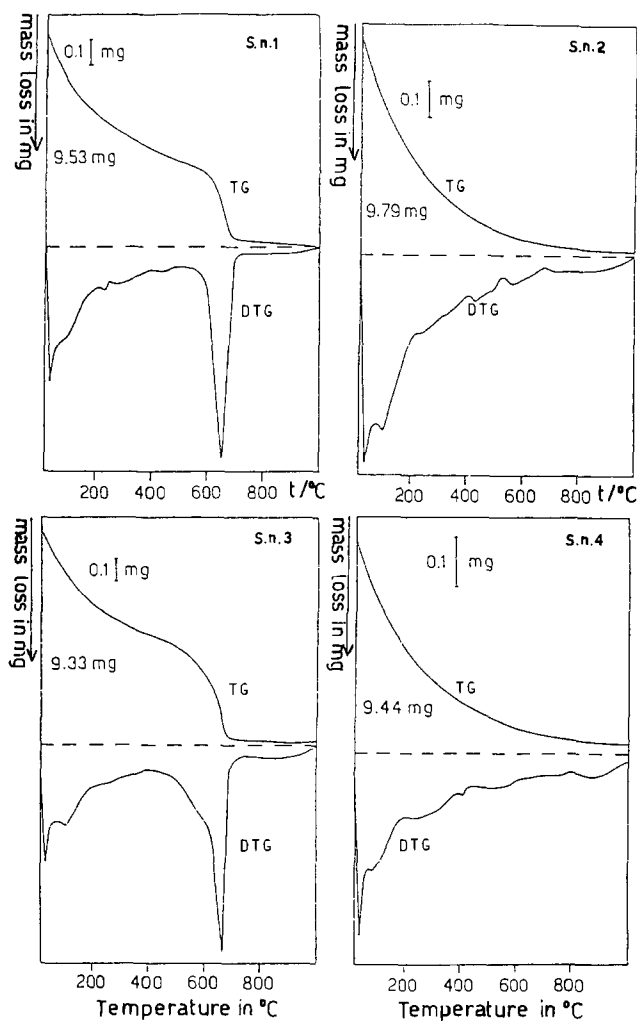 mass loss in mg
0.1 mg
S.n.1
9.53 mg
TG
DTG
200 400 600 800 t/°C
mass loss in mg
0.1 mg
S.n.2
9.79 mg
TG
DTG
200 400 600 800 t/°C
mass loss in mg
0.1 mg
S.n.3
9.33 mg
TG
DTG
200 400 600 800
Temperature in °C
mass loss in mg
0.1 mg
S.n.4
9.44 mg
TG
DTG
200 400 600 800
Temperature in °C